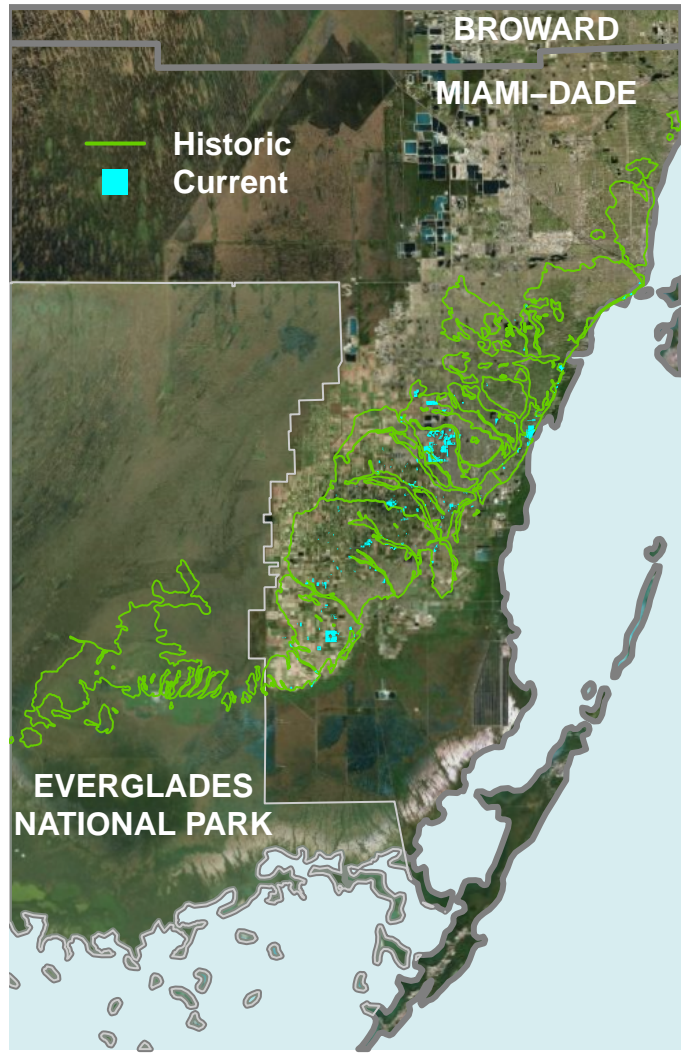 BROWARD
MIAMI–DADE
Historic
Current
EVERGLADES
NATIONAL PARK